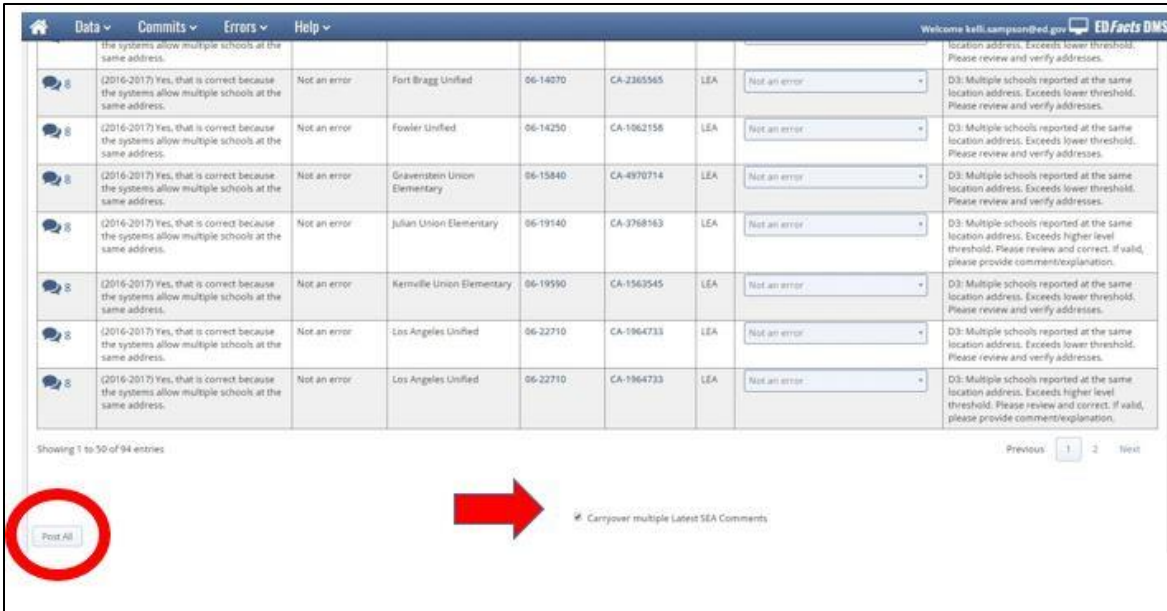 Data Commits Errors Help Welcome kelli.sampson@ed.gov EDFacts DMS
the systems allow multiple schools at the same address. location address. Exceeds lower threshold. Please review and verify addresses.
8 (2016-2017) Yes, that is correct because the systems allow multiple schools at the same address. Not an error Fort Bragg Unified 06-14070 CA-2365565 LEA Not an error D3: Multiple schools reported at the same location address. Exceeds lower threshold. Please review and verify addresses.
8 (2016-2017) Yes, that is correct because the systems allow multiple schools at the same address. Not an error Fowler Unified 06-14250 CA-1062158 LEA Not an error D3: Multiple schools reported at the same location address. Exceeds lower threshold. Please review and verify addresses.
8 (2016-2017) Yes, that is correct because the systems allow multiple schools at the same address. Not an error Gravenstein Union Elementary 06-15840 CA-4970714 LEA Not an error D3: Multiple schools reported at the same location address. Exceeds lower threshold. Please review and verify addresses.
8 (2016-2017) Yes, that is correct because the systems allow multiple schools at the same address. Not an error Julian Union Elementary 06-19140 CA-3768163 LEA Not an error D3: Multiple schools reported at the same location address. Exceeds higher level threshold. Please review and correct. If valid, please provide comment/explanation.
8 (2016-2017) Yes, that is correct because the systems allow multiple schools at the same address. Not an error Kernville Union Elementary 06-19590 CA-1563545 LEA Not an error D3: Multiple schools reported at the same location address. Exceeds lower threshold. Please review and verify addresses.
8 (2016-2017) Yes, that is correct because the systems allow multiple schools at the same address. Not an error Los Angeles Unified 06-22710 CA-1964733 LEA Not an error D3: Multiple schools reported at the same location address. Exceeds lower threshold. Please review and verify addresses.
8 (2016-2017) Yes, that is correct because the systems allow multiple schools at the same address. Not an error Los Angeles Unified 06-22710 CA-1964733 LEA Not an error D3: Multiple schools reported at the same location address. Exceeds higher level threshold. Please review and correct. If valid, please provide comment/explanation.
Showing 1 to 50 of 94 entries Previous 1 2 Next
Carryover multiple Latest SEA Comments
Post All